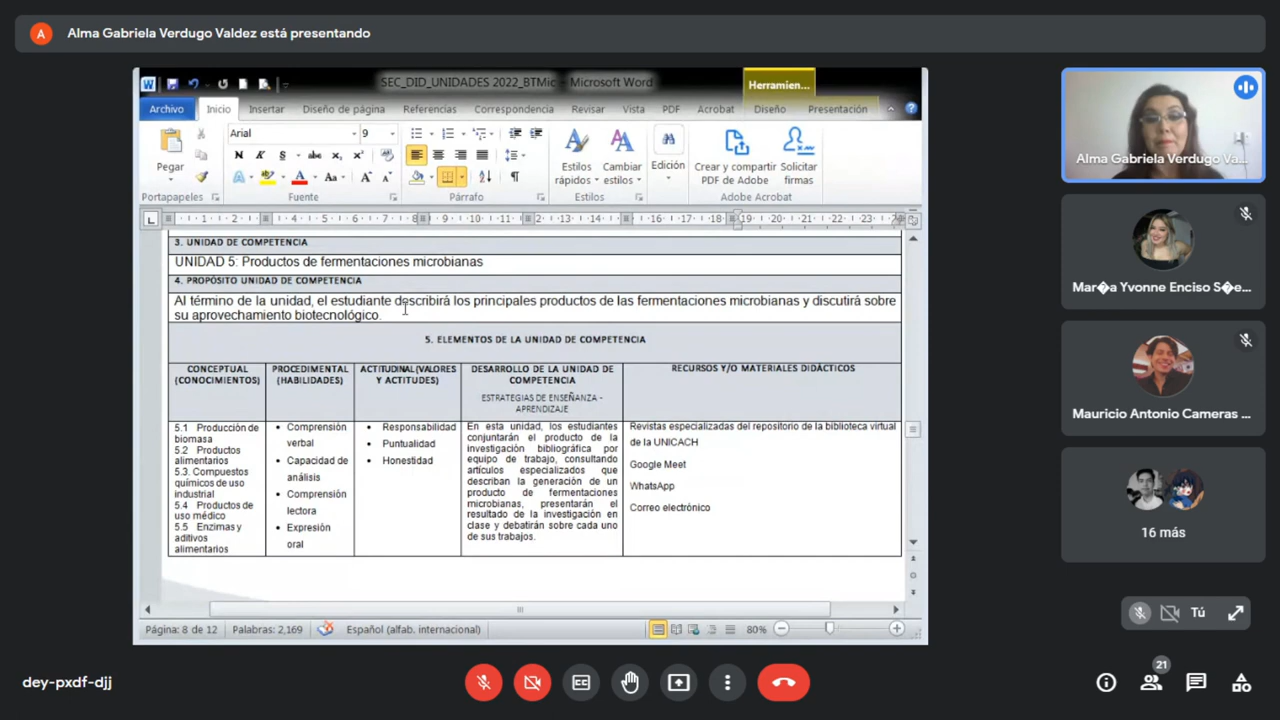 A
Alma Gabriela Verdugo Valdez está presentando
SEC_DID_UNIDADES 2022_BTMic - Microsoft Word
Herramien...
Archivo Inicio Insertar Diseño de página Referencias Correspondencia Revisar Vista PDF Acrobat Diseño Presentación
Arial 9
Pegar
Estilos rápidos
Cambiar estilos
Edición
Crear y compartir PDF de Adobe
Solicitar firmas
Portapapeles Fuente Párrafo Estilos Adobe Acrobat
3. UNIDAD DE COMPETENCIA
UNIDAD 5: Productos de fermentaciones microbianas
4. PROPÓSITO UNIDAD DE COMPETENCIA
Al término de la unidad, el estudiante describirá los principales productos de las fermentaciones microbianas y discutirá sobre
su aprovechamiento biotecnológico.
5. ELEMENTOS DE LA UNIDAD DE COMPETENCIA
CONCEPTUAL
(CONOCIMIENTOS)
PROCEDIMENTAL
(HABILIDADES)
ACTITUDINAL (VALORES
Y ACTITUDES)
DESARROLLO DE LA UNIDAD DE
COMPETENCIA
ESTRATEGIAS DE ENSEÑANZA -
APRENDIZAJE
RECURSOS Y/O MATERIALES DIDÁCTICOS
5.1 Producción de
biomasa
5.2 Productos
alimentarios
5.3. Compuestos
químicos de uso
industrial
5.4 Productos de
uso médico
5.5 Enzimas y
aditivos
alimentarios
• Comprensión
verbal
• Capacidad de
análisis
• Comprensión
lectora
• Expresión
oral
• Responsabilidad
• Puntualidad
• Honestidad
En esta unidad, los estudiantes
conjuntarán el producto de la
investigación bibliográfica por
equipo de trabajo, consultando
artículos especializados que
describan la generación de un
producto de fermentaciones
microbianas, presentarán el
resultado de la investigación en
clase y debatirán sobre cada uno
de sus trabajos.
Revistas especializadas del repositorio de la biblioteca virtual
de la UNICACH
Google Meet
WhatsApp
Correo electrónico
Página: 8 de 12 Palabras: 2,169 Español (alfab. internacional) 80%
Alma Gabriela Verdugo Va...
Mar�a Yvonne Enciso S�e...
Mauricio Antonio Cameras ...
16 más
Tú
dey-pxdf-djj
21